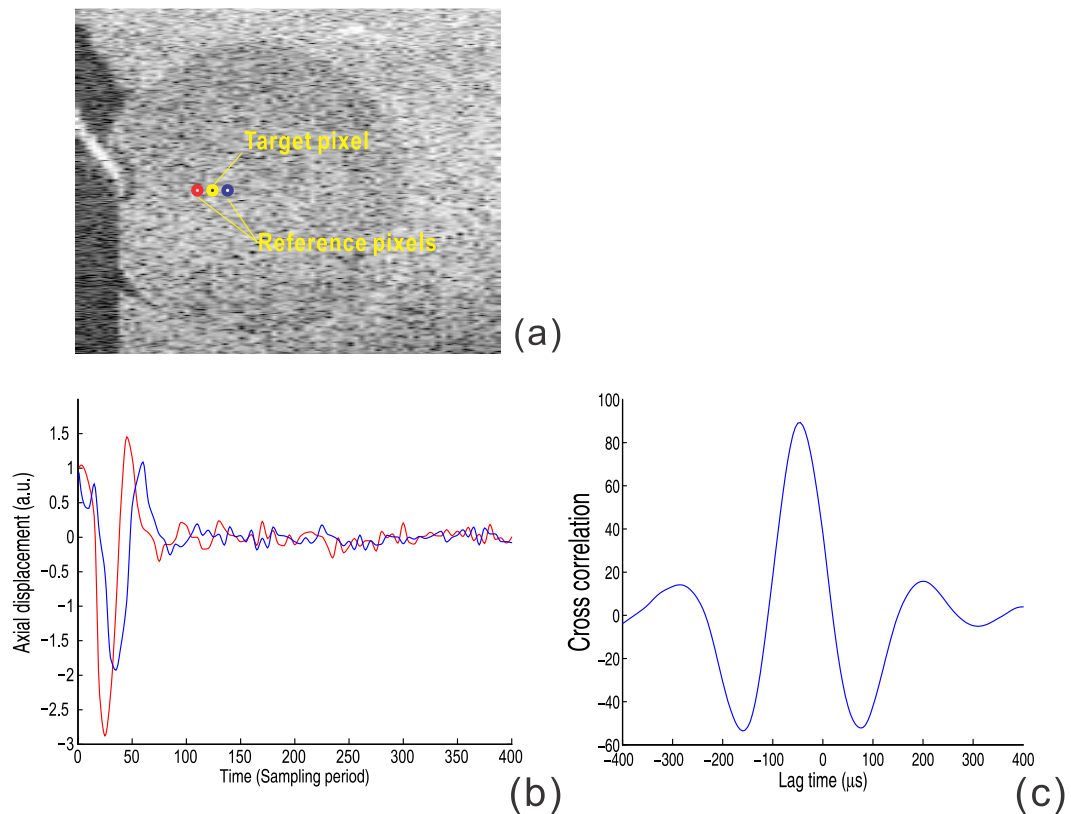 Target pixel
Reference pixels
(a)
1.5
1
0.5
0
−0.5
−1
−1.5
−2
−2.5
−3
Axial displacement (a.u.)
0 50 100 150 200 250 300 350 400
Time (Sampling period)
(b)
100
80
60
40
20
0
−20
−40
−60
Cross correlation
−400 −300 −200 −100 0 100 200 300 400
Lag time (μs)
(c)